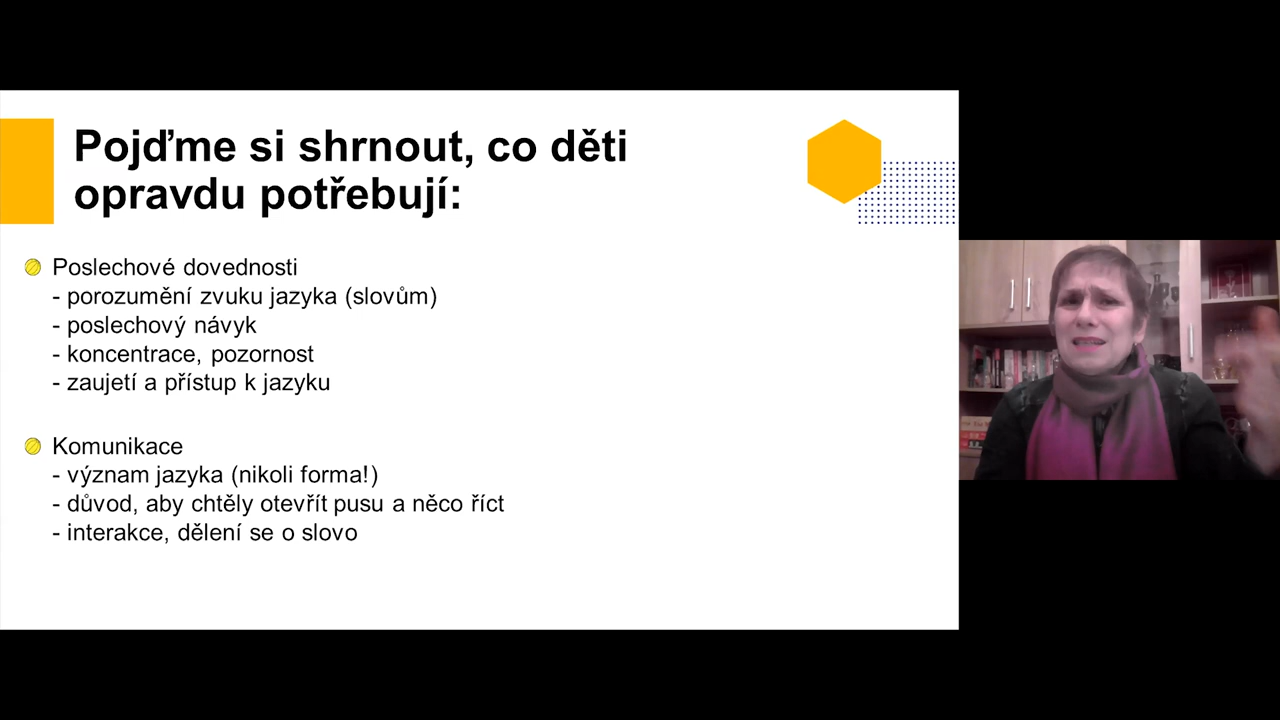 Pojďme si shrnout, co děti
opravdu potřebují:
Poslechové dovednosti
- porozumění zvuku jazyka (slovům)
- poslechový návyk
- koncentrace, pozornost
- zaujetí a přístup k jazyku
Komunikace
- význam jazyka (nikoli forma!)
- důvod, aby chtěly otevřít pusu a něco říct
- interakce, dělení se o slovo